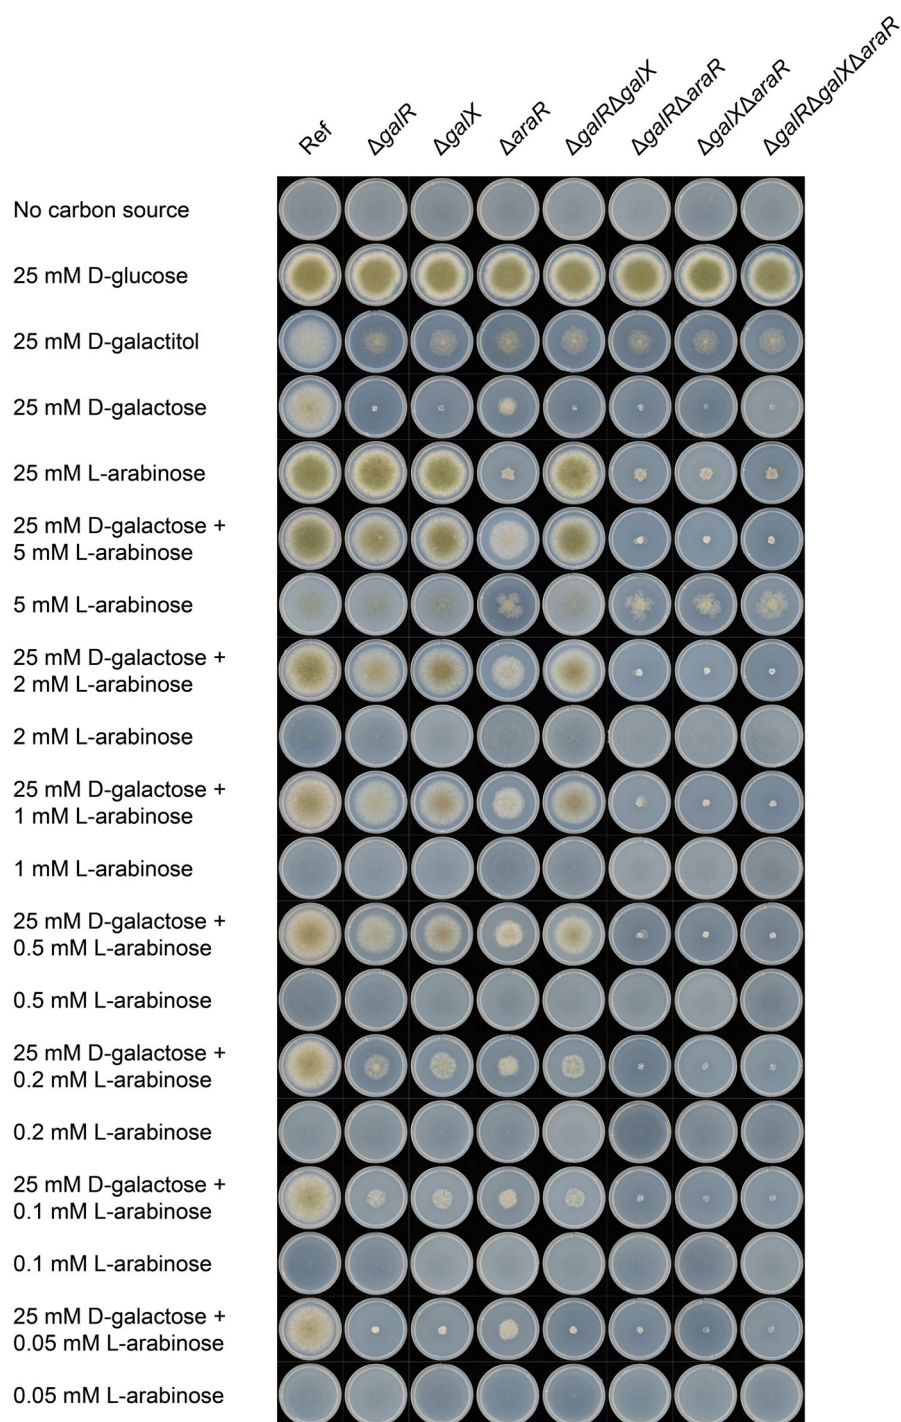 Ref
ΔgalR
ΔgalX
ΔaraR
ΔgalRΔgalX
ΔgalRΔaraR
ΔgalXΔaraR
ΔgalRΔgalXΔaraR
No carbon source
25 mM D-glucose
25 mM D-galactitol
25 mM D-galactose
25 mM L-arabinose
25 mM D-galactose +
5 mM L-arabinose
5 mM L-arabinose
25 mM D-galactose +
2 mM L-arabinose
2 mM L-arabinose
25 mM D-galactose +
1 mM L-arabinose
1 mM L-arabinose
25 mM D-galactose +
0.5 mM L-arabinose
0.5 mM L-arabinose
25 mM D-galactose +
0.2 mM L-arabinose
0.2 mM L-arabinose
25 mM D-galactose +
0.1 mM L-arabinose
0.1 mM L-arabinose
25 mM D-galactose +
0.05 mM L-arabinose
0.05 mM L-arabinose